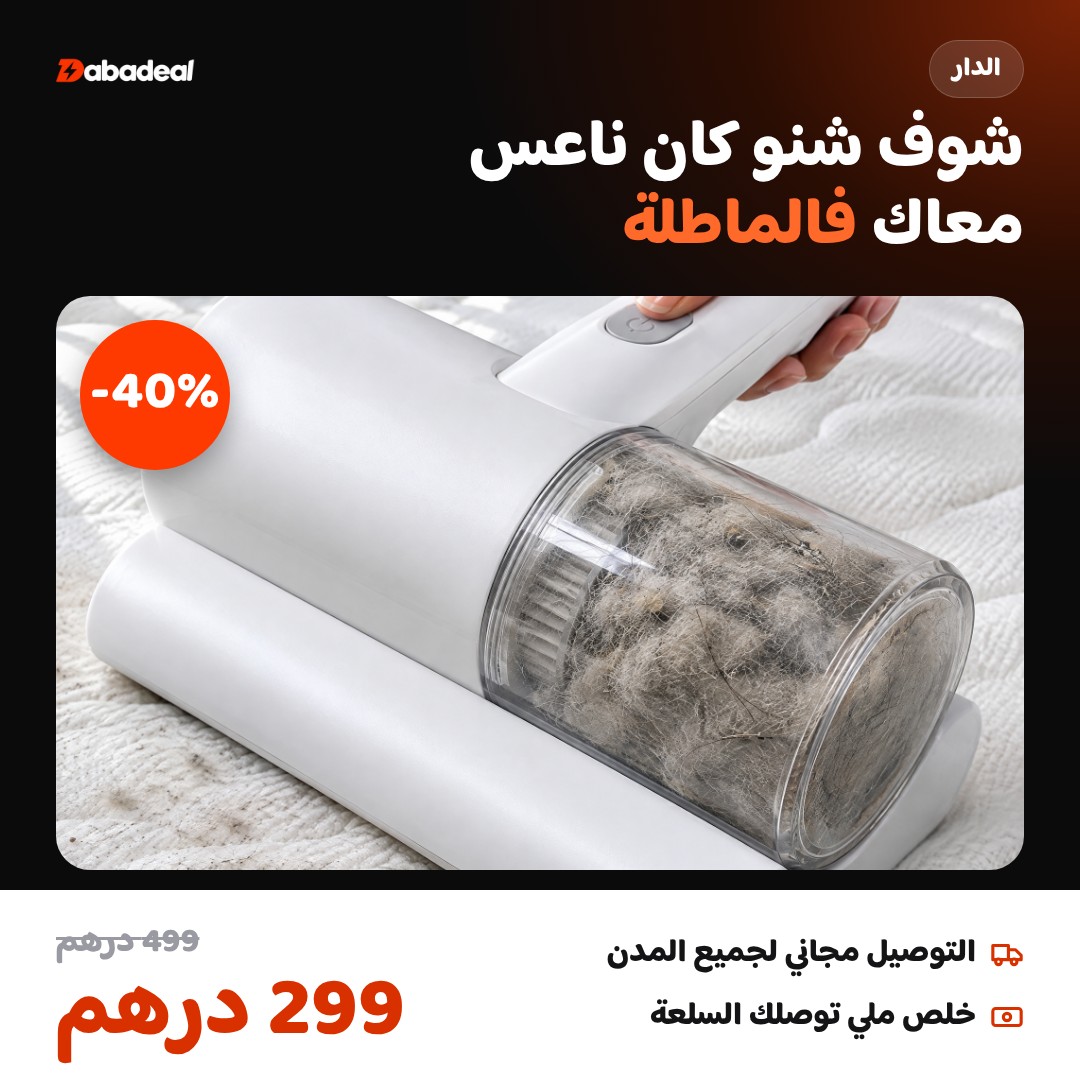 Dabadeal
الدار
شوف شنو كان ناعس
معاك فالماطلة
-40%
499 درهم
299 درهم
التوصيل مجاني لجميع المدن
خلص ملي توصلك السلعة